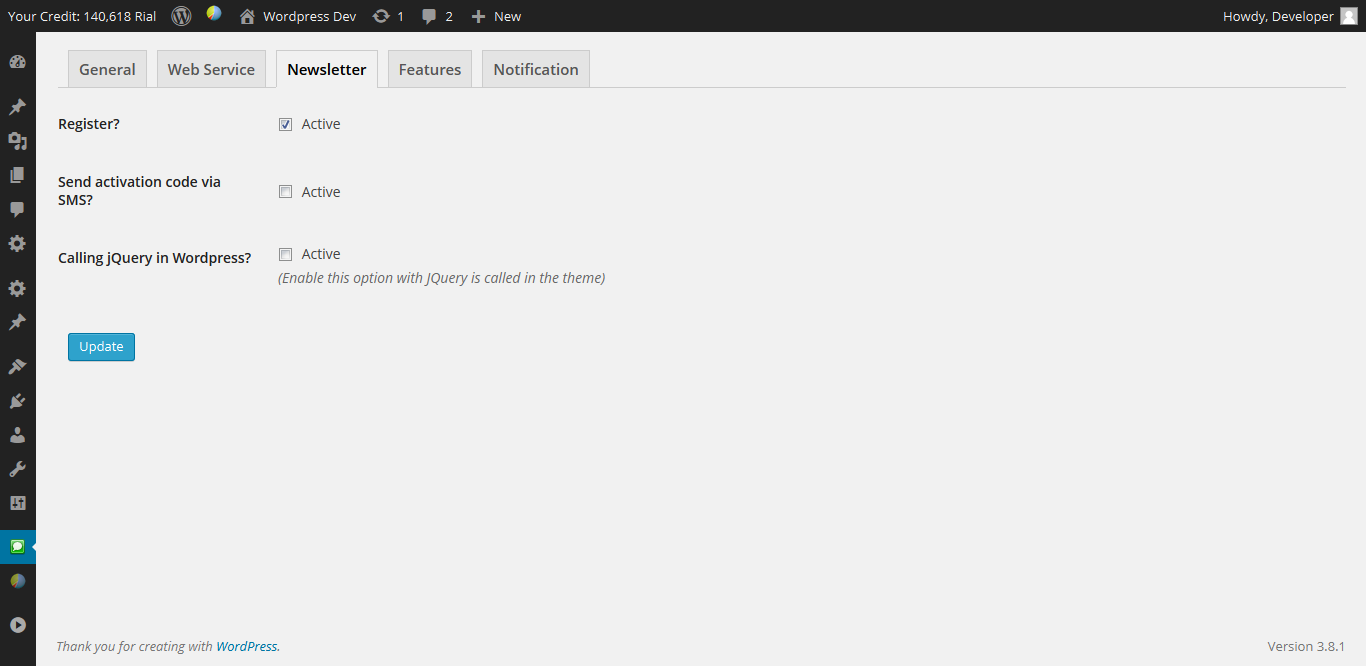 Your Credit: 140,618 Rial Wordpress Dev 1 2 New Howdy, Developer
General Web Service Newsletter Features Notification
Register? Active
Send activation code via
SMS? Active
Calling jQuery in Wordpress? Active
(Enable this option with JQuery is called in the theme)
Update
Thank you for creating with WordPress. Version 3.8.1